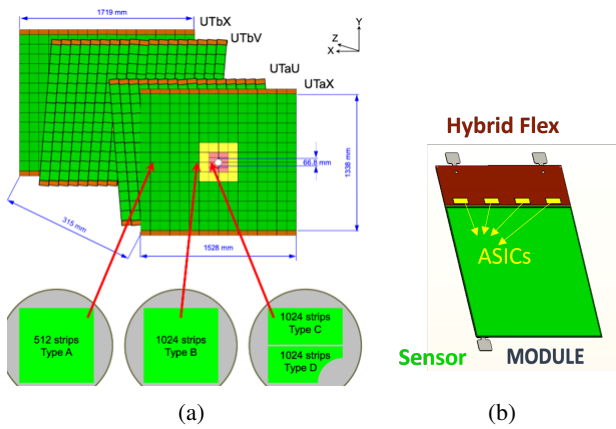 1719 mm
UTbX
UTbV
UTaU
UTaX
Y
Z
X
66.8 mm
1338 mm
315 mm
1528 mm
512 strips
Type A
1024 strips
Type B
1024 strips
Type C
1024 strips
Type D
(a)
Hybrid Flex
ASICs
Sensor
MODULE
(b)